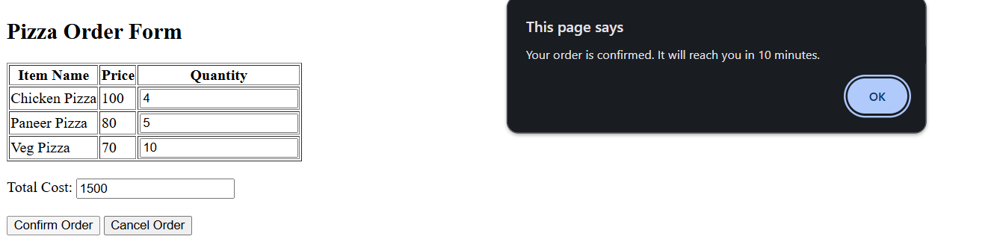 Pizza Order Form
Item Name Price Quantity
Chicken Pizza 100 4
Paneer Pizza 80 5
Veg Pizza 70 10
Total Cost: 1500
Confirm Order Cancel Order
This page says
Your order is confirmed. It will reach you in 10 minutes.
OK